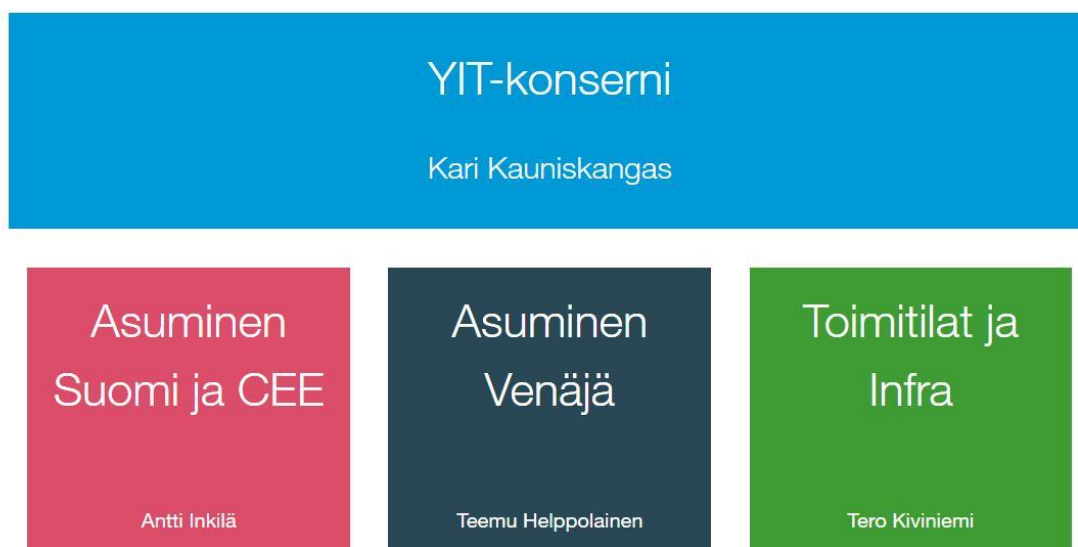 YIT-konserni
Kari Kauniskangas
Asuminen
Suomi ja CEE
Antti Inkilä
Asuminen
Venäjä
Teemu Helppolainen
Toimitilat ja
Infra
Tero Kiviniemi